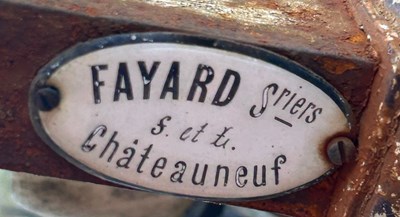 FAYARD Sriers
S. et L.
Châteauneuf